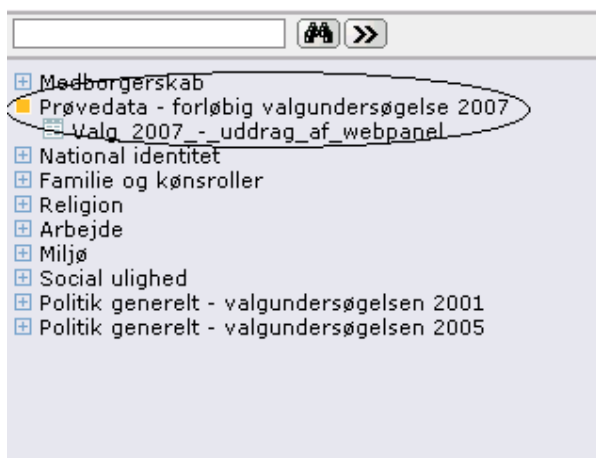 Medborgerskab
Prøvedata - forløbig valgundersøgelse 2007
Valg_2007_-_uddrag_af_webpanel
National identitet
Familie og kønsroller
Religion
Arbejde
Miljø
Social ulighed
Politik generelt - valgundersøgelsen 2001
Politik generelt - valgundersøgelsen 2005